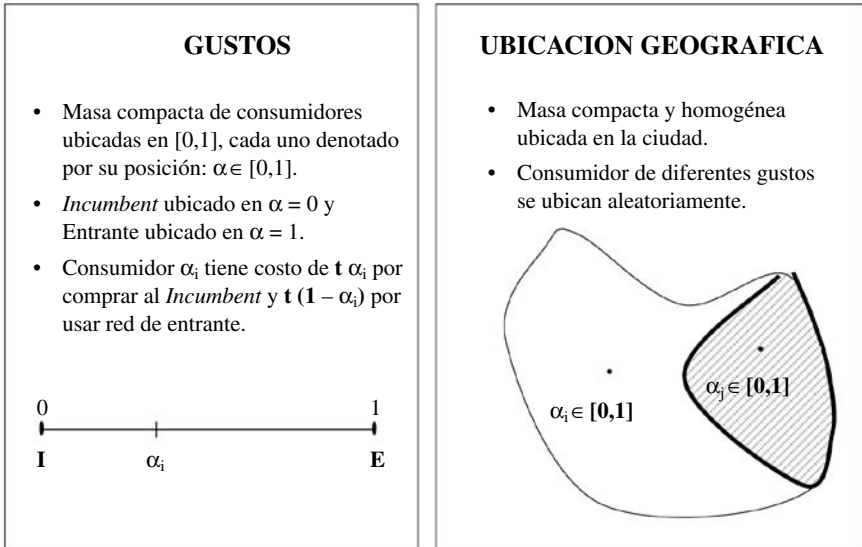 GUSTOS
• Masa compacta de consumidores
ubicadas en [0,1], cada uno denotado
por su posición: α ∈ [0,1].
• Incumbent ubicado en α = 0 y
Entrante ubicado en α = 1.
• Consumidor αi tiene costo de t αi por
comprar al Incumbent y t (1 – αi) por
usar red de entrante.
0 1
I αi E
UBICACION GEOGRAFICA
• Masa compacta y homogénea
ubicada en la ciudad.
• Consumidor de diferentes gustos
se ubican aleatoriamente.
αi ∈ [0,1]
αj ∈ [0,1]